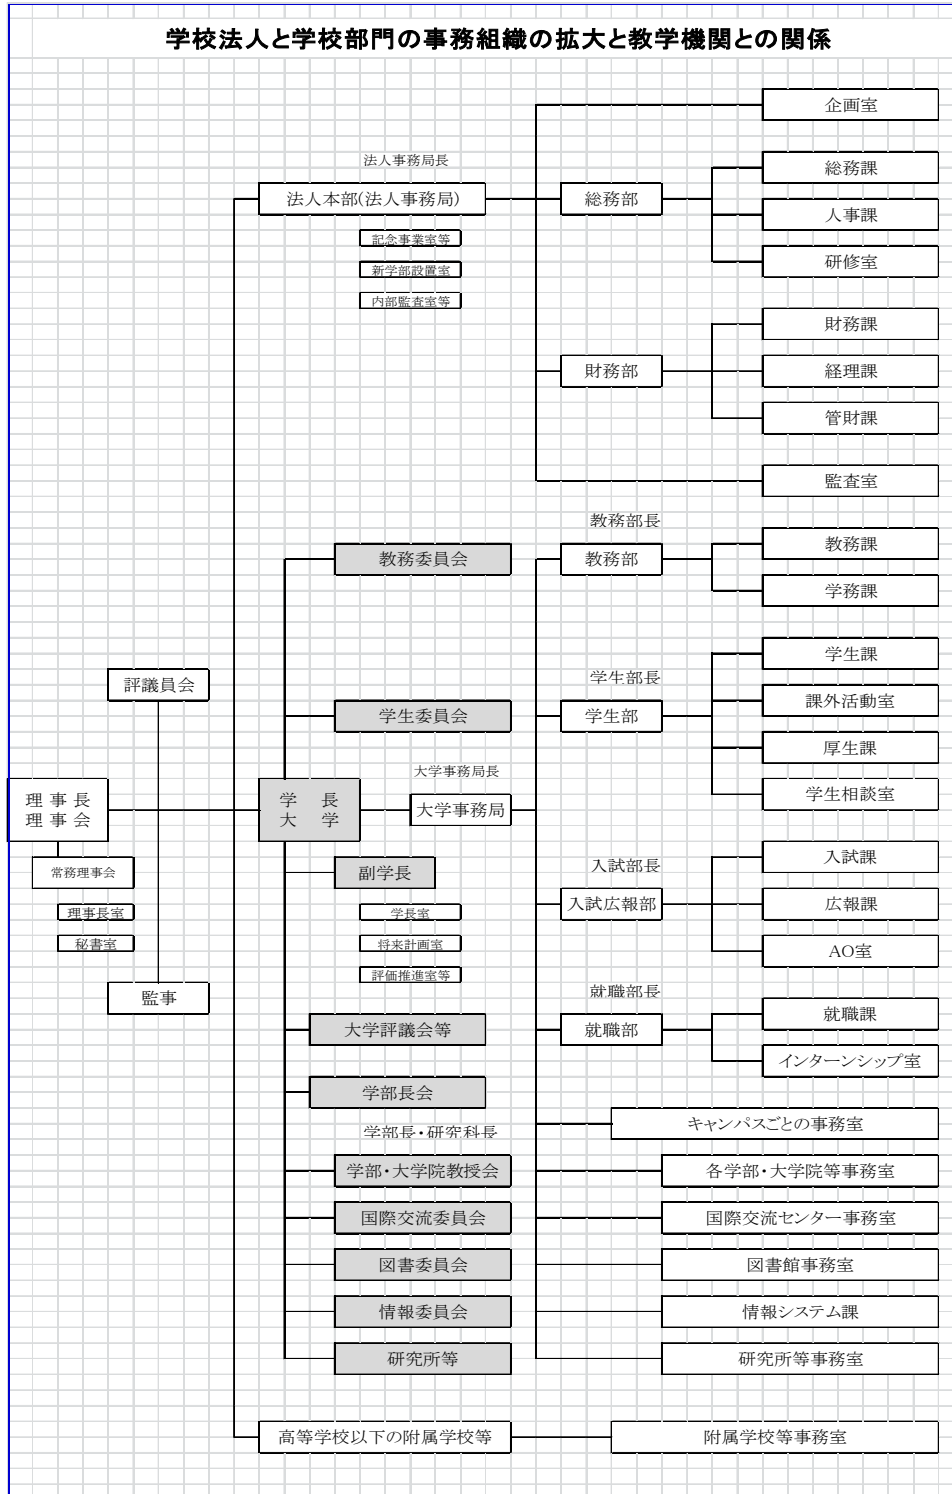 学校法人と学校部門の事務組織の拡大と教学機関との関係
企画室
法人事務局長
総務課
法人本部(法人事務局)
総務部
人事課
記念事業室等
研修室
新学部設置室
内部監査室等
財務課
財務部
経理課
管財課
監査室
教務部長
教務課
教務委員会
教務部
学務課
学生課
学生部長
評議員会
課外活動室
学生委員会
学生部
厚生課
大学事務局長
学生相談室
理事長
理事会
学 長
大 学
大学事務局
入試課
入試部長
常務理事会
副学長
理事長室
学長室
入試広報部
広報課
秘書室
将来計画室
AO室
評価推進室等
監事
就職部長
就職課
大学評議会等
就職部
インターンシップ室
学部長会
キャンパスごとの事務室
学部長・研究科長
学部・大学院教授会
各学部・大学院等事務室
国際交流委員会
国際交流センター事務室
図書委員会
図書館事務室
情報委員会
情報システム課
研究所等
研究所等事務室
高等学校以下の附属学校等
附属学校等事務室